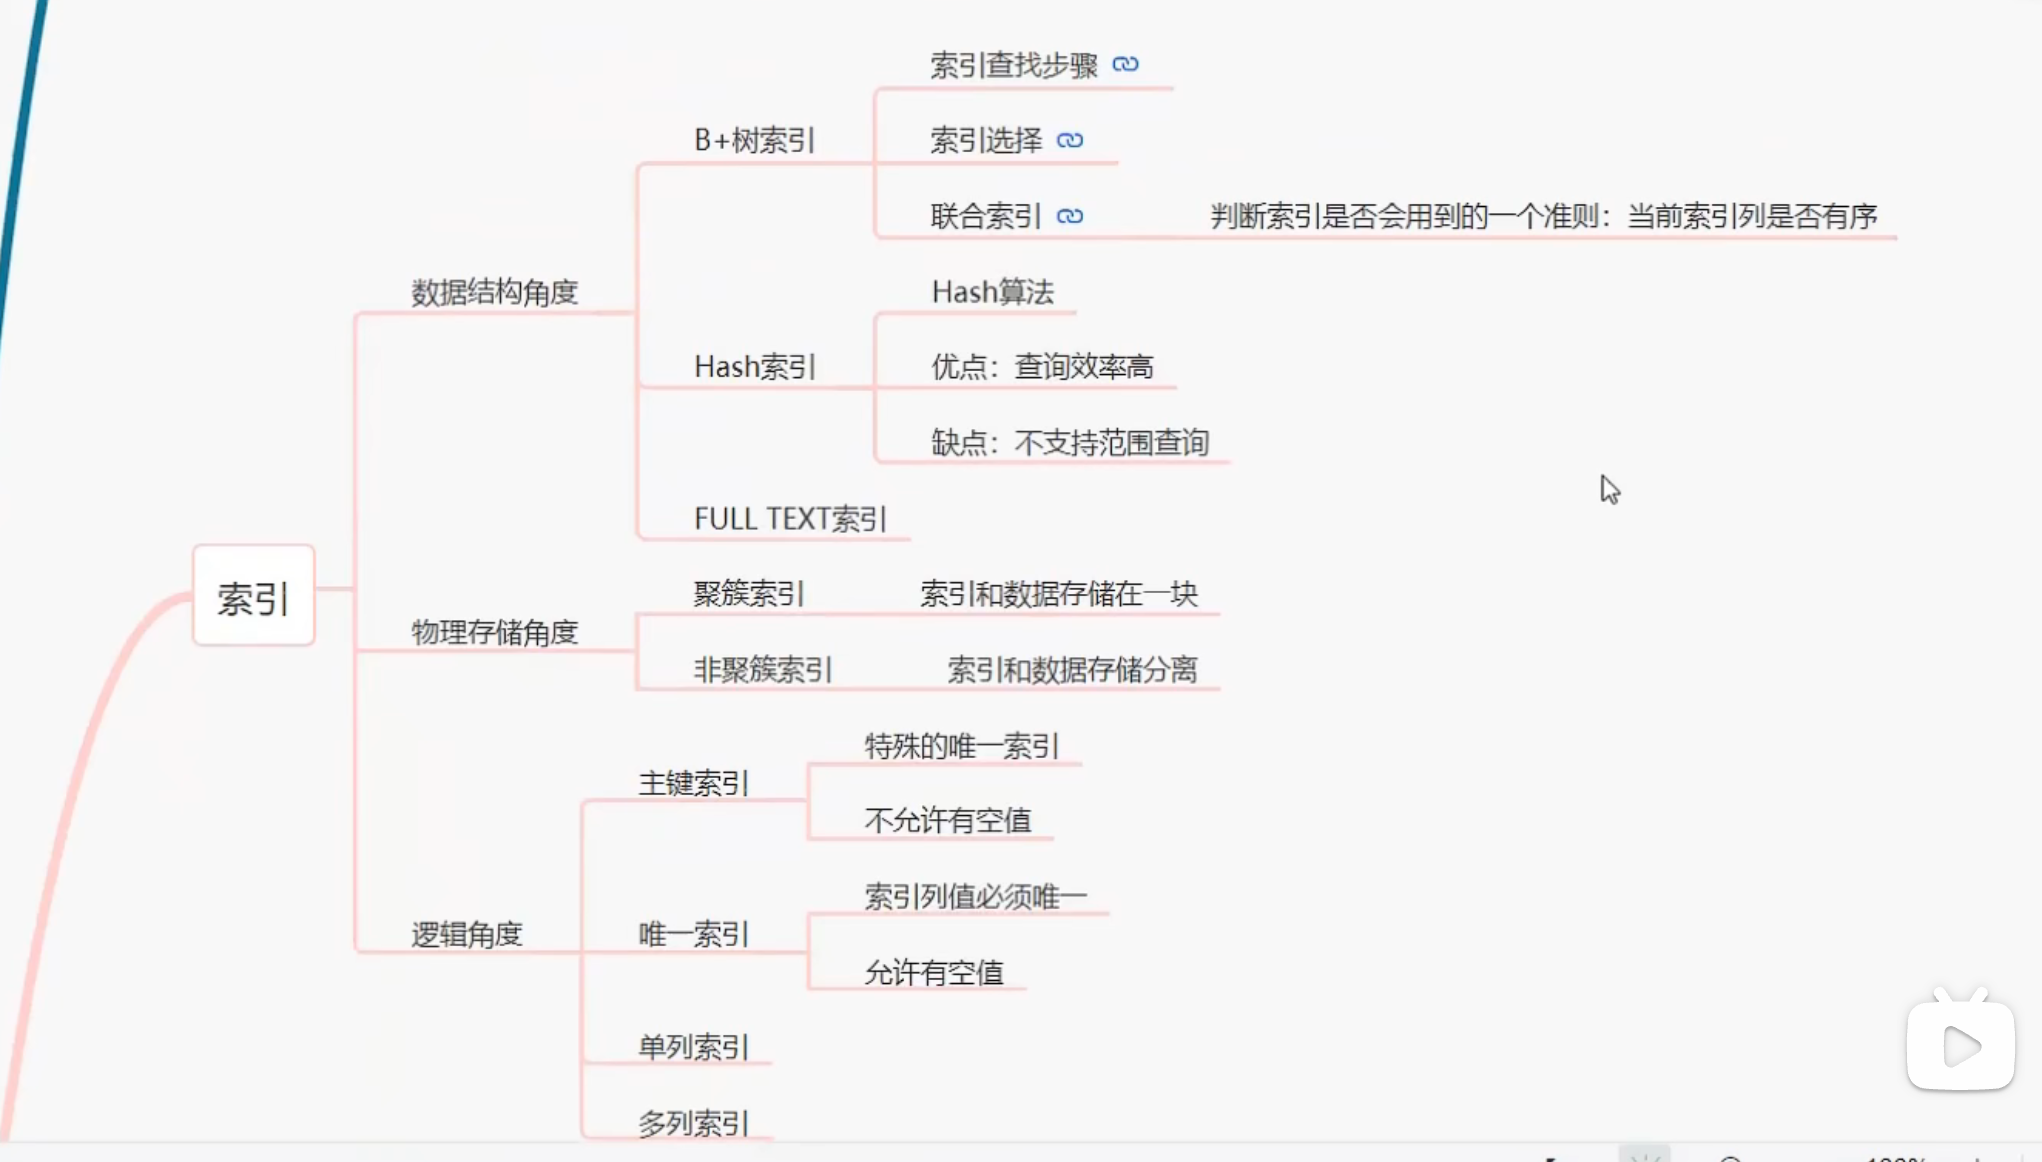 索引查找步骤
B+树索引
索引选择
联合索引
判断索引是否会用到的一个准则：当前索引列是否有序
数据结构角度
Hash算法
Hash索引
优点：查询效率高
缺点：不支持范围查询
FULL TEXT索引
索引
聚簇索引
索引和数据存储在一块
物理存储角度
非聚簇索引
索引和数据存储分离
特殊的唯一索引
主键索引
不允许有空值
索引列值必须唯一
逻辑角度
唯一索引
允许有空值
单列索引
多列索引